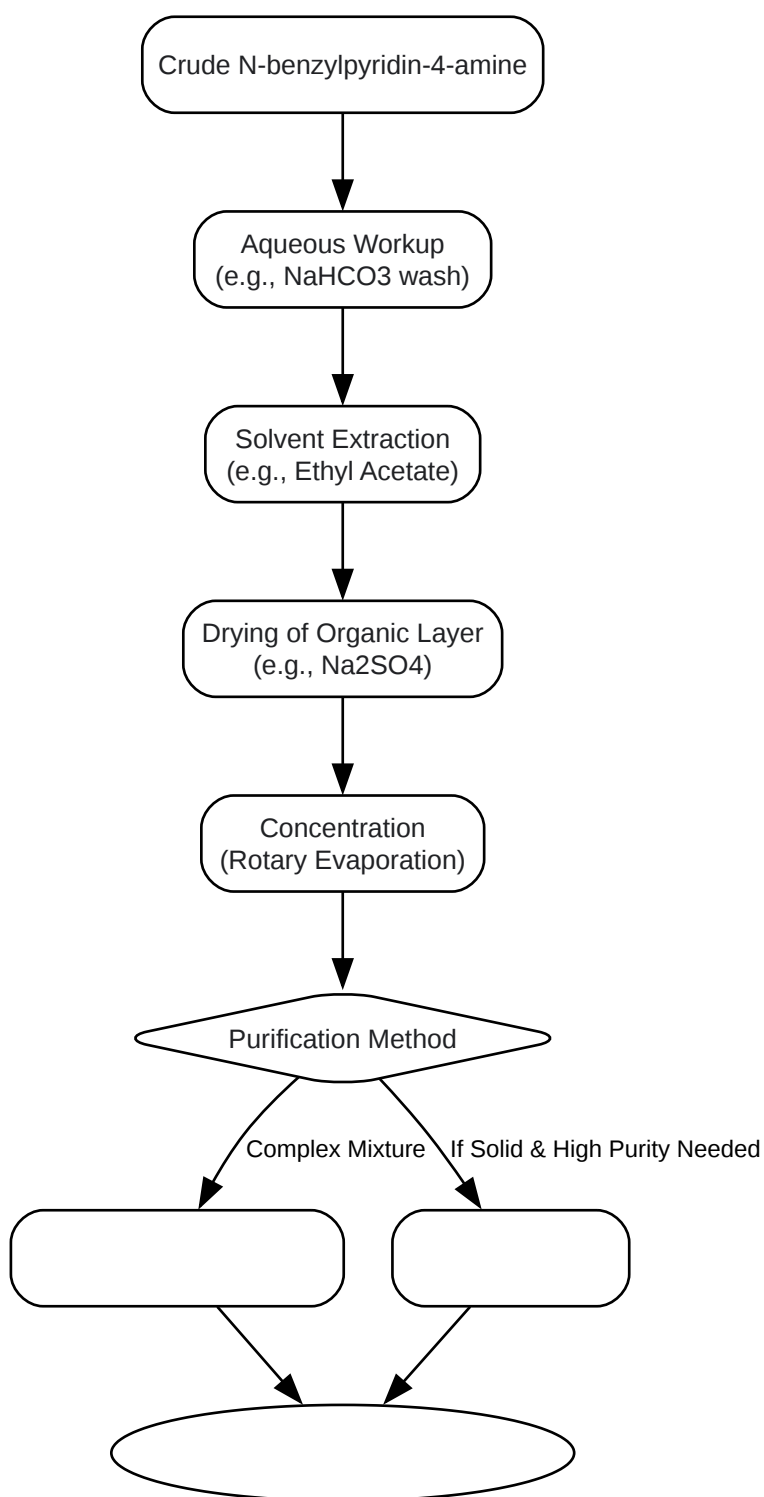 Crude N-benzylpyridin-4-amine
Aqueous Workup
(e.g., NaHCO3 wash)
Solvent Extraction
(e.g., Ethyl Acetate)
Drying of Organic Layer
(e.g., Na2SO4)
Concentration
(Rotary Evaporation)
Purification Method
Complex Mixture
If Solid & High Purity Needed